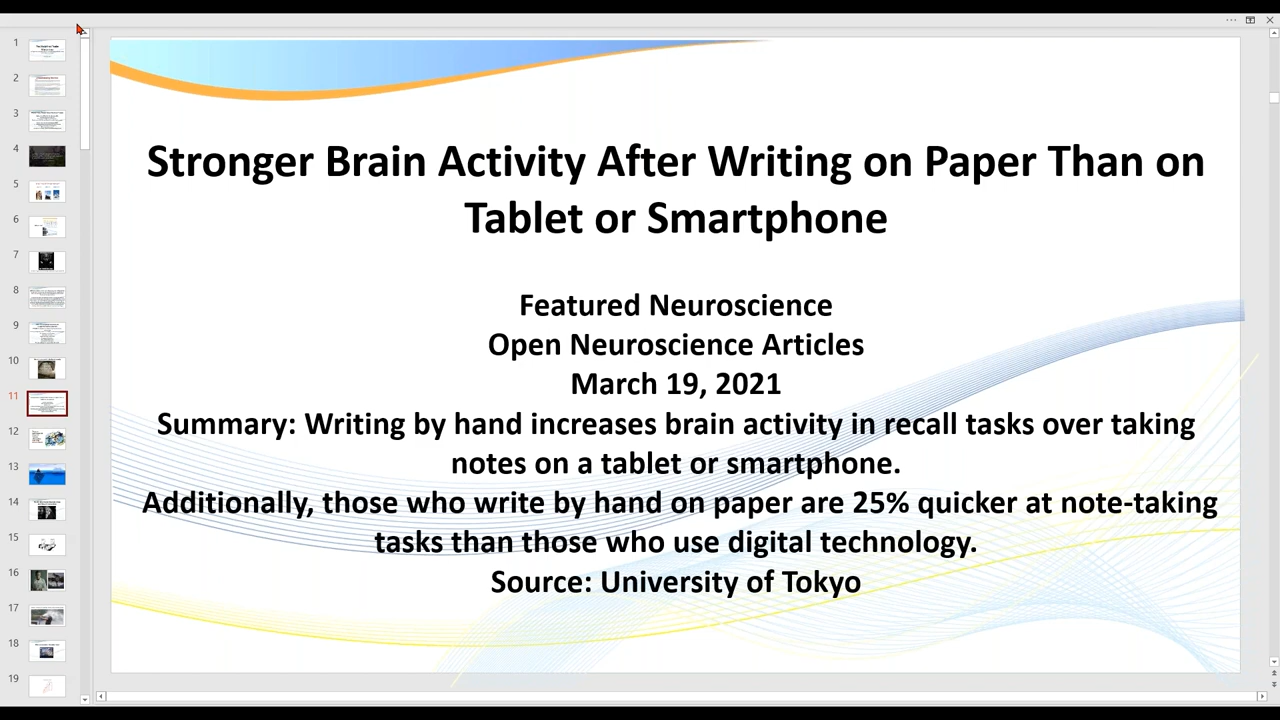 Stronger Brain Activity After Writing on Paper Than on
Tablet or Smartphone
Featured Neuroscience
Open Neuroscience Articles
March 19, 2021
Summary: Writing by hand increases brain activity in recall tasks over taking
notes on a tablet or smartphone.
Additionally, those who write by hand on paper are 25% quicker at note-taking
tasks than those who use digital technology.
Source: University of Tokyo
1
2
3
4
5
6
7
8
9
10
11
12
13
14
15
16
17
18
19